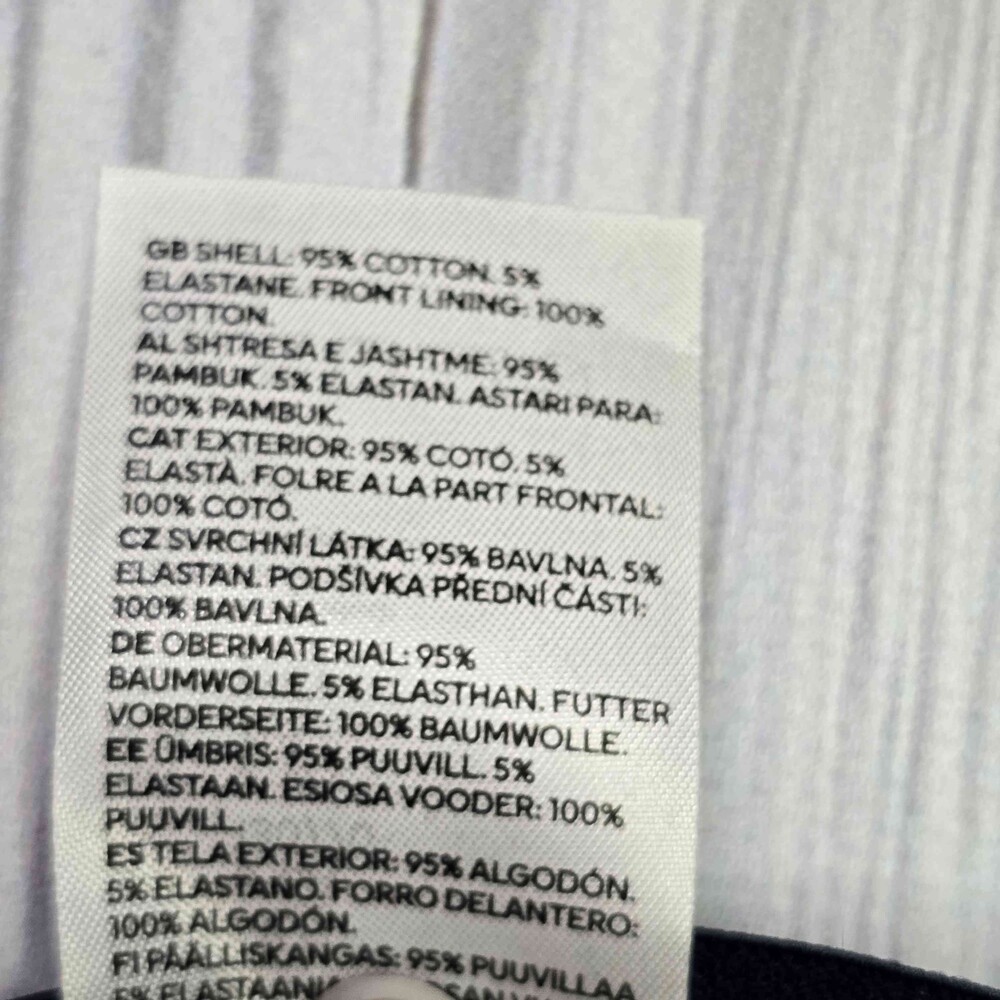 GB SHELL: 95% COTTON. 5%
ELASTANE. FRONT LINING: 100%
COTTON.
AL SHTRESA E JASHTME: 95%
PAMBUK. 5% ELASTAN. ASTARI PARA:
100% PAMBUK.
CAT EXTERIOR: 95% COTÓ. 5%
ELASTÀ. FOLRE A LA PART FRONTAL:
100% COTÓ.
CZ SVRCHNÍ LÁTKA: 95% BAVLNA. 5%
ELASTAN. PODŠÍVKA PŘEDNÍ ČÁSTI:
100% BAVLNA.
DE OBERMATERIAL: 95%
BAUMWOLLE. 5% ELASTHAN. FUTTER
VORDERSEITE: 100% BAUMWOLLE.
EE ÜMBRIS: 95% PUUVILL. 5%
ELASTAAN. ESIOSA VOODER: 100%
PUUVILL.
ES TELA EXTERIOR: 95% ALGODÓN.
5% ELASTANO. FORRO DELANTERO:
100% ALGODÓN.
FI PÄÄLLISKANGAS: 95% PUUVILLAA
5% ELASTAANIA